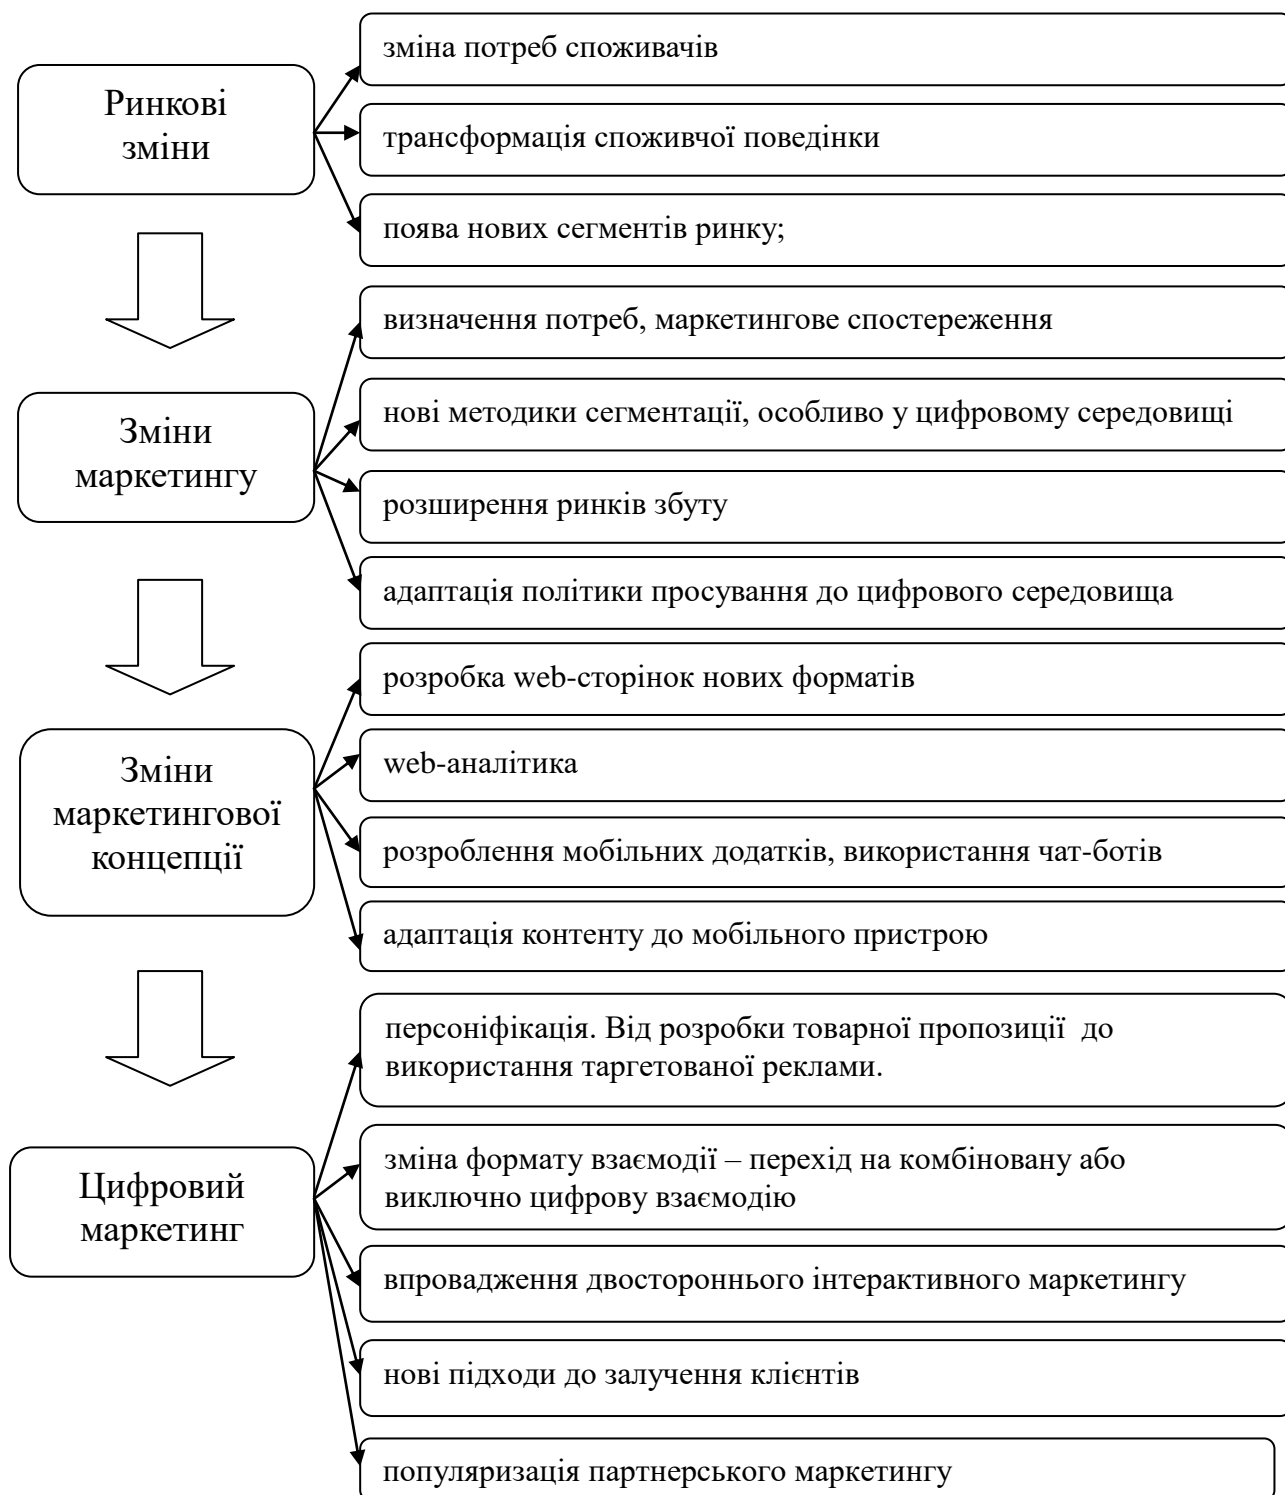 Ринкові
зміни
зміна потреб споживачів
трансформація споживчої поведінки
поява нових сегментів ринку;
Зміни
маркетингу
визначення потреб, маркетингове спостереження
нові методики сегментації, особливо у цифровому середовищі
розширення ринків збуту
адаптація політики просування до цифрового середовища
Зміни
маркетингової
концепції
розробка web-сторінок нових форматів
web-аналітика
розроблення мобільних додатків, використання чат-ботів
адаптація контенту до мобільного пристрою
Цифровий
маркетинг
персоніфікація. Від розробки товарної пропозиції до
використання таргетованої реклами.
зміна формату взаємодії – перехід на комбіновану або
виключно цифрову взаємодію
впровадження двостороннього інтерактивного маркетингу
нові підходи до залучення клієнтів
популяризація партнерського маркетингу